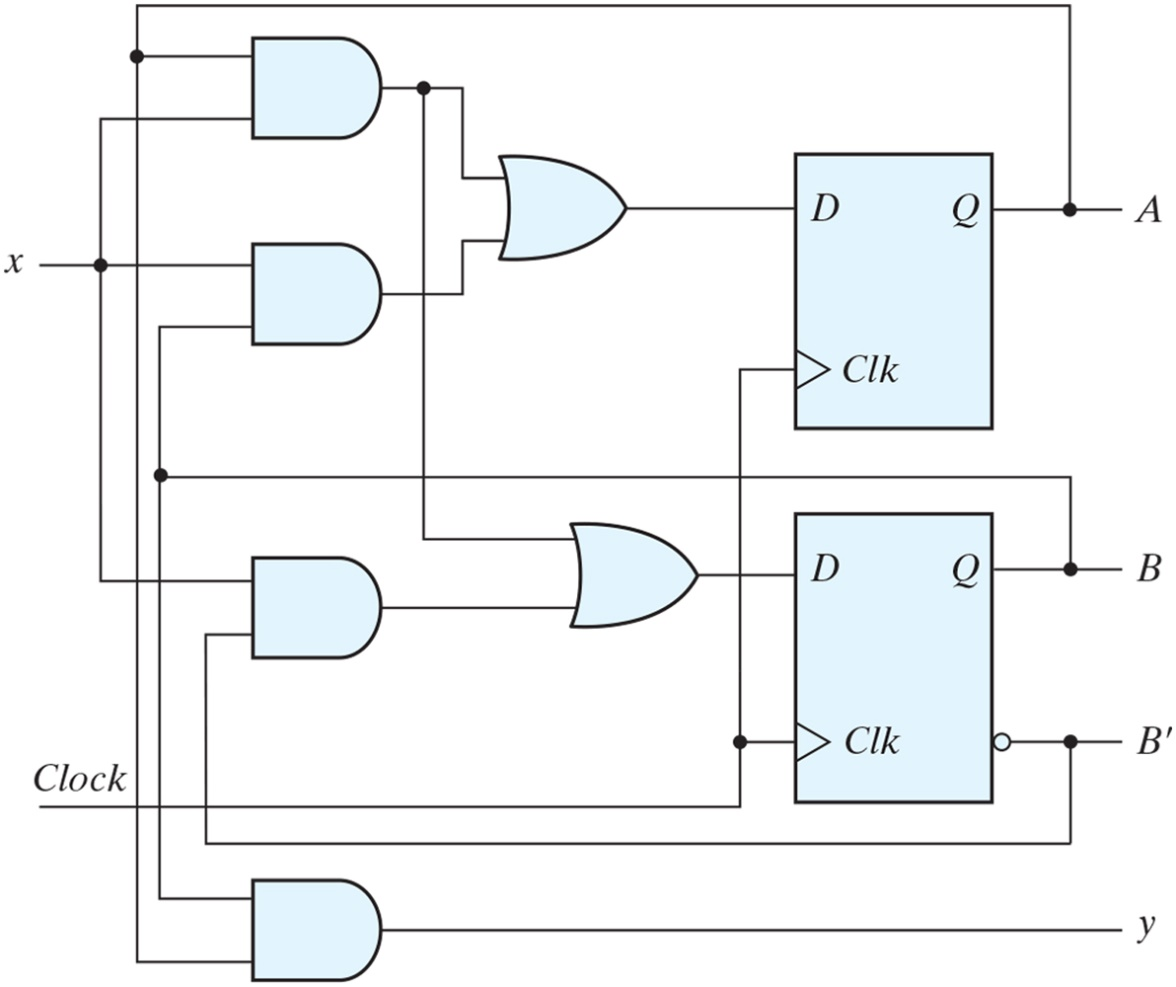 D Q A
x
Clk
D Q B
Clk B′
Clock
y